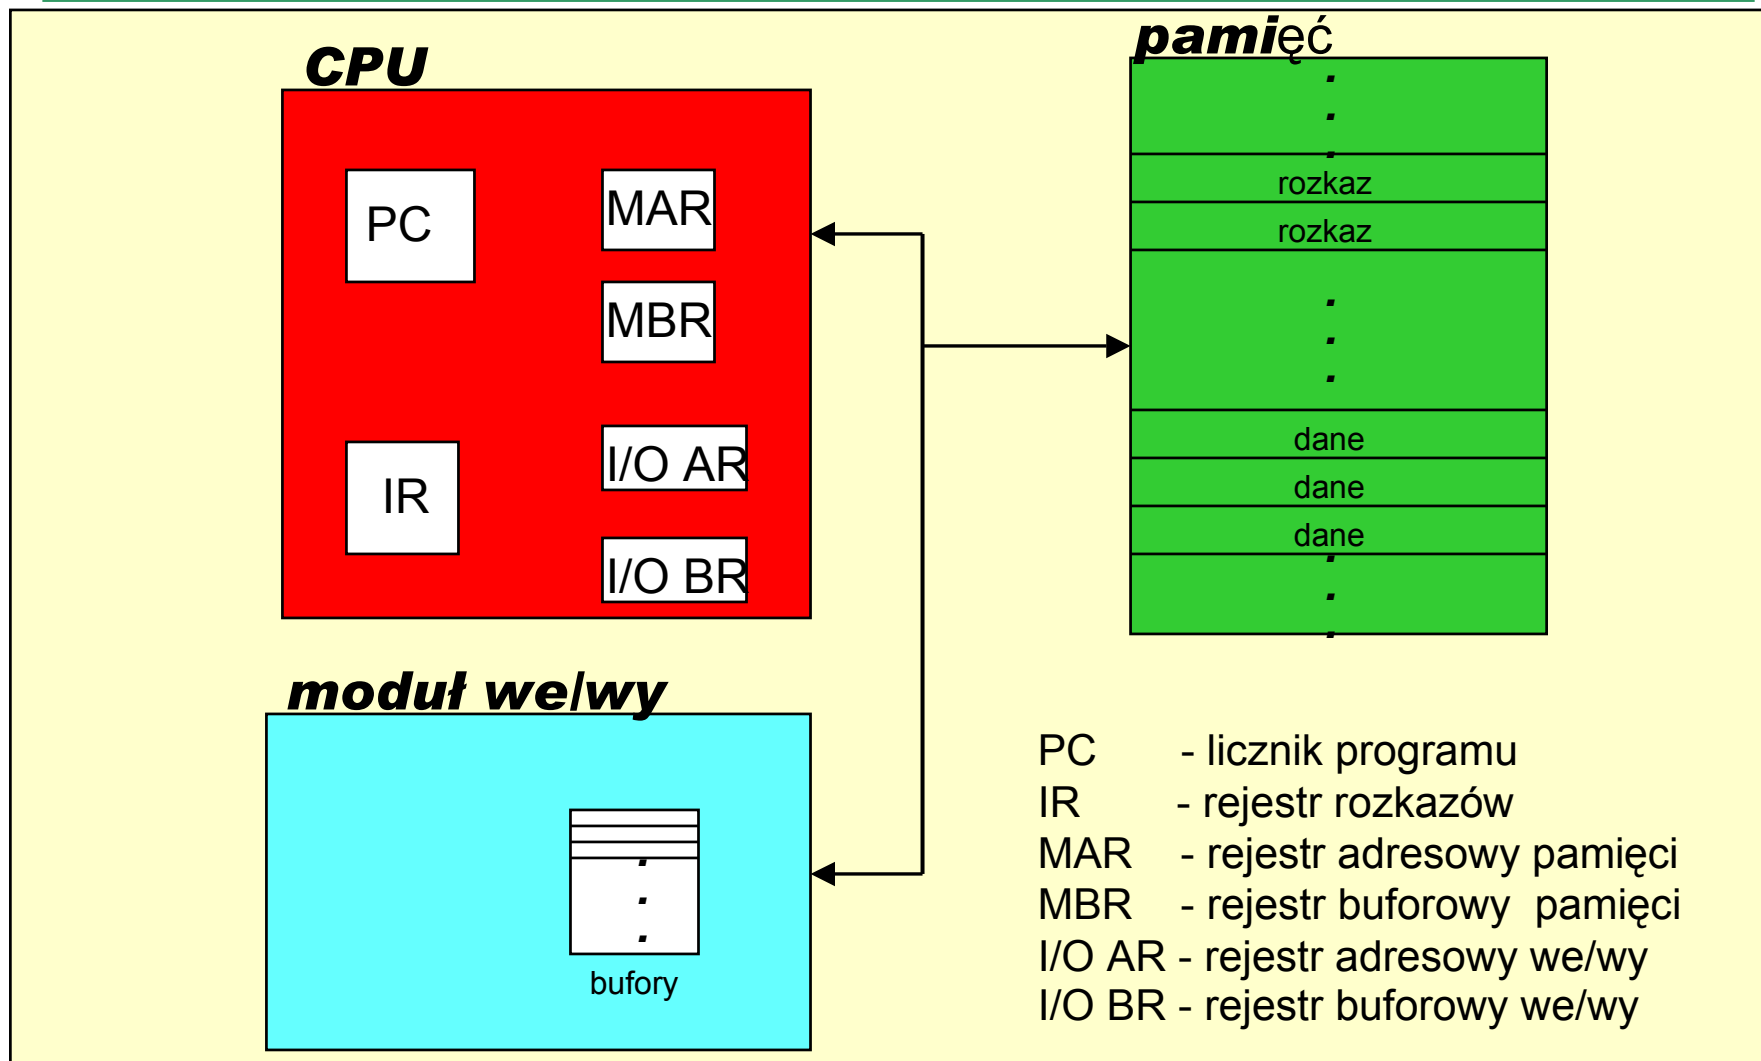 CPU
PC
MAR
MBR
IR
I/O AR
I/O BR
pamięć
rozkaz
rozkaz
dane
dane
dane
moduł we/wy
bufory
PC - licznik programu
IR - rejestr rozkazów
MAR - rejestr adresowy pamięci
MBR - rejestr buforowy pamięci
I/O AR - rejestr adresowy we/wy
I/O BR - rejestr buforowy we/wy